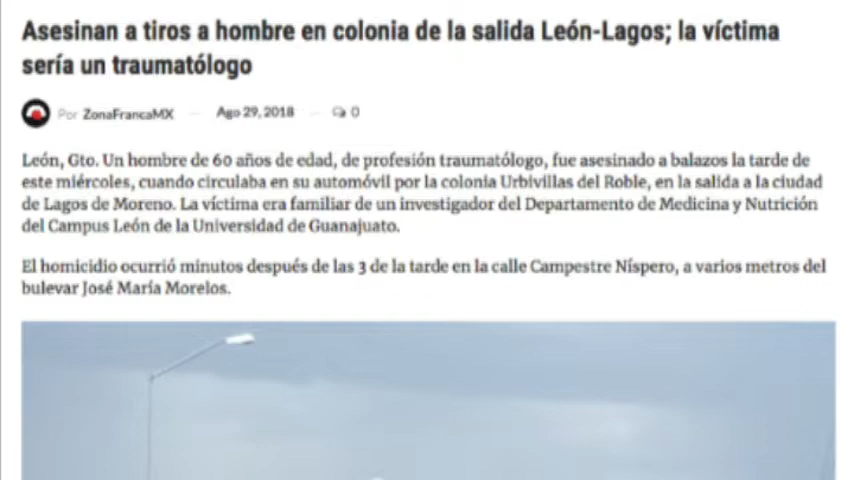 Asesinan a tiros a hombre en colonia de la salida León-Lagos; la víctima
sería un traumatólogo
Por ZonaFrancaMX — Ago 29, 2018 — 0
León, Gto. Un hombre de 60 años de edad, de profesión traumatólogo, fue asesinado a balazos la tarde de
este miércoles, cuando circulaba en su automóvil por la colonia Urbivillas del Roble, en la salida a la ciudad
de Lagos de Moreno. La víctima era familiar de un investigador del Departamento de Medicina y Nutrición
del Campus León de la Universidad de Guanajuato.
El homicidio ocurrió minutos después de las 3 de la tarde en la calle Campestre Níspero, a varios metros del
bulevar José María Morelos.